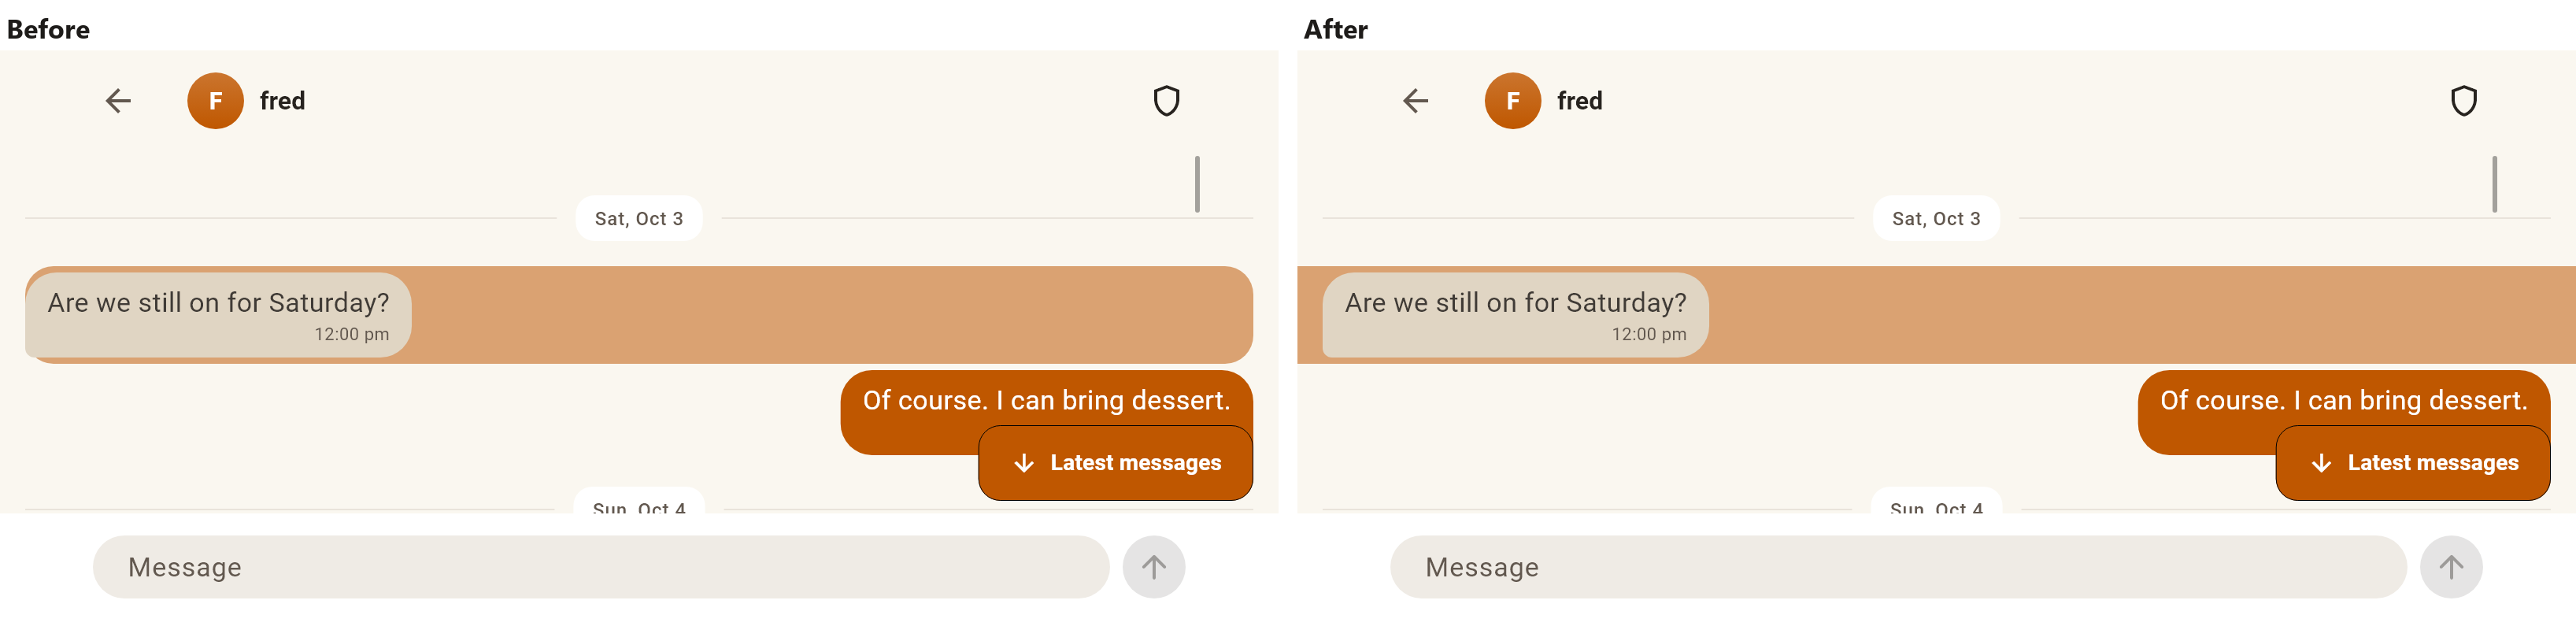 Before
F fred
Sat, Oct 3
Are we still on for Saturday?
12:00 pm
Of course. I can bring dessert.
Latest messages
Sun, Oct 4
Message
After
F fred
Sat, Oct 3
Are we still on for Saturday?
12:00 pm
Of course. I can bring dessert.
Latest messages
Sun, Oct 4
Message